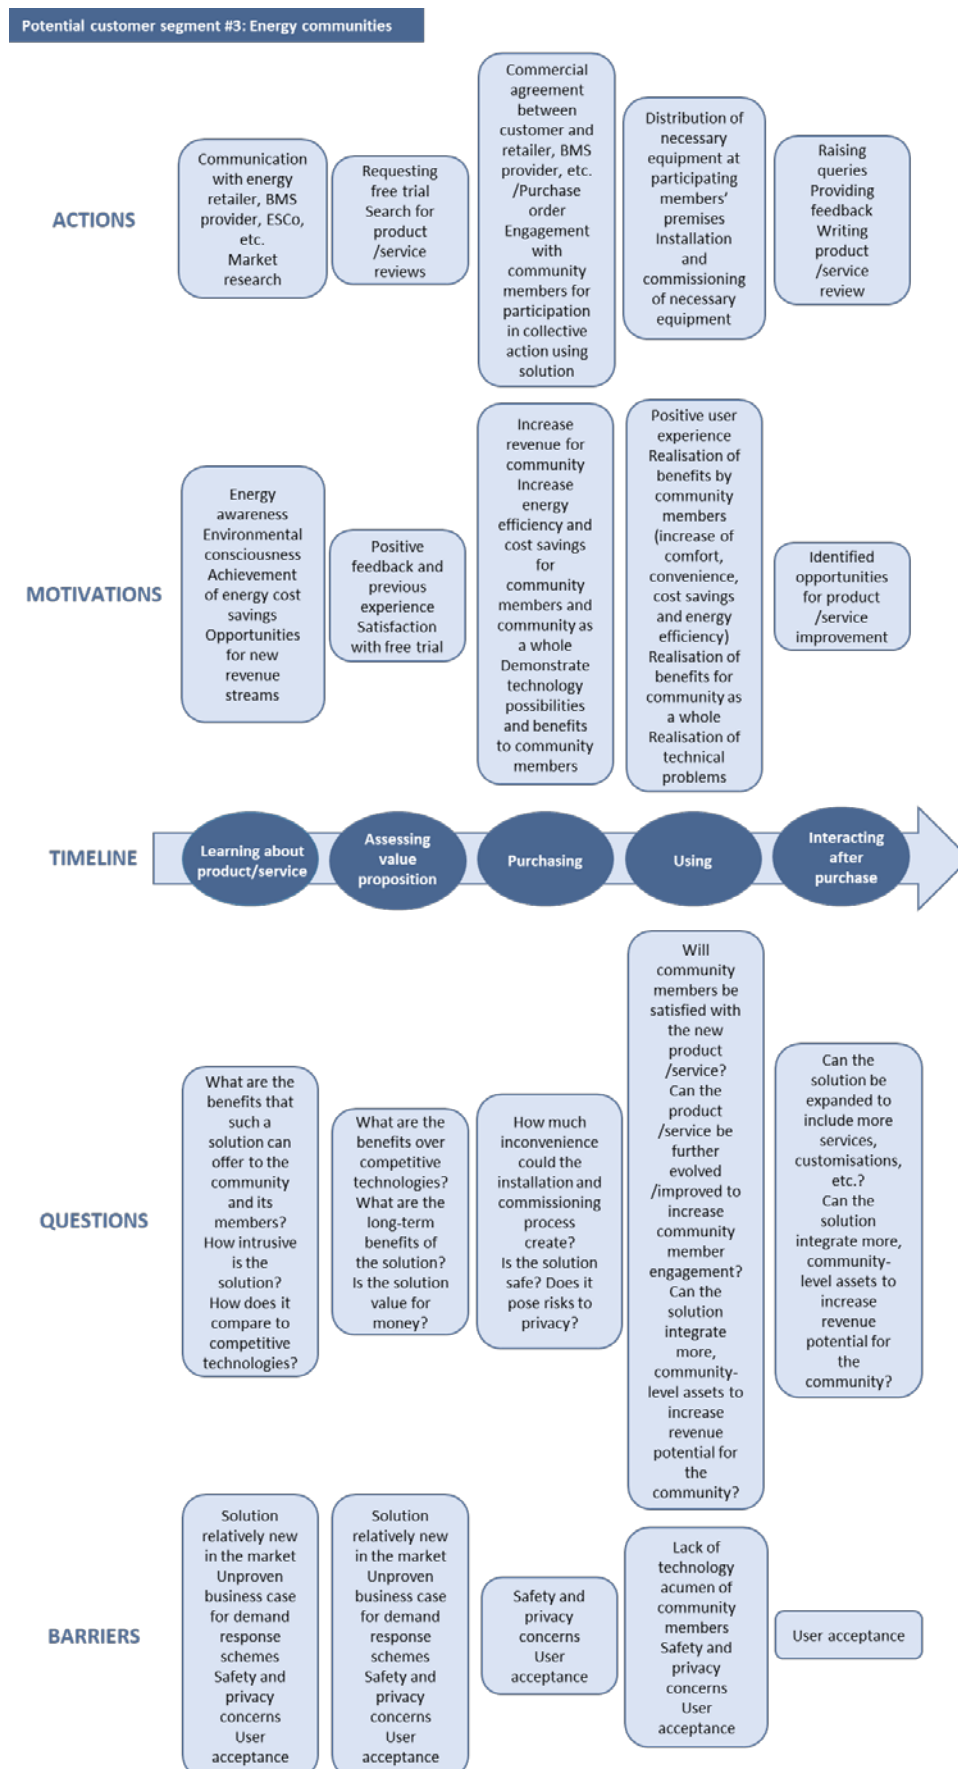 Potential customer segment #3: Energy communities
ACTIONS
Communication
with energy
retailer, BMS
provider, ESCo,
etc.
Market
research
Requesting
free trial
Search for
product
/service
reviews
Commercial
agreement
between
customer and
retailer, BMS
provider, etc.
/Purchase
order
Engagement
with
community
members for
participation
in collective
action using
solution
Distribution of
necessary
equipment at
participating
members'
premises
Installation
and
commissioning
of necessary
equipment
Raising
queries
Providing
feedback
Writing
product
/service
review
MOTIVATIONS
Energy
awareness
Environmental
consciousness
Achievement
of energy cost
savings
Opportunities
for new
revenue
streams
Positive
feedback and
previous
experience
Satisfaction
with free trial
Increase
revenue for
community
Increase
energy
efficiency and
cost savings
for
community
members and
community as
a whole
Demonstrate
technology
possibilities
and benefits
to community
members
Positive user
experience
Realisation of
benefits by
community
members
(increase of
comfort,
convenience,
cost savings
and energy
efficiency)
Realisation of
benefits for
community as
a whole
Realisation of
technical
problems
Identified
opportunities
for product
/service
improvement
TIMELINE
Learning about
product/service
Assessing
value
proposition
Purchasing
Using
Interacting
after
purchase
QUESTIONS
What are the
benefits that
such a
solution can
offer to the
community
and its
members?
How intrusive
is the
solution?
How does it
compare to
competitive
technologies?
What are the
benefits over
competitive
technologies?
What are the
long-term
benefits of
the solution?
Is the solution
value for
money?
How much
inconvenience
could the
installation and
commissioning
process
create?
Is the solution
safe? Does it
pose risks to
privacy?
Will
community
members be
satisfied with
the new
product
/service?
Can the
product
/service be
further
evolved
/improved to
increase
community
member
engagement?
Can the
solution
integrate
more,
community-
level assets to
increase
revenue
potential for
the
community?
Can the
solution be
expanded to
include more
services,
customisations,
etc.?
Can the
solution
integrate more,
community-
level assets to
increase
revenue
potential for
the
community?
BARRIERS
Solution
relatively new
in the market
Unproven
business case
for demand
response
schemes
Safety and
privacy
concerns
User
acceptance
Solution
relatively new
in the market
Unproven
business case
for demand
response
schemes
Safety and
privacy
concerns
User
acceptance
Safety and
privacy
concerns
User
acceptance
Lack of
technology
acumen of
community
members
Safety and
privacy
concerns
User
acceptance
User acceptance